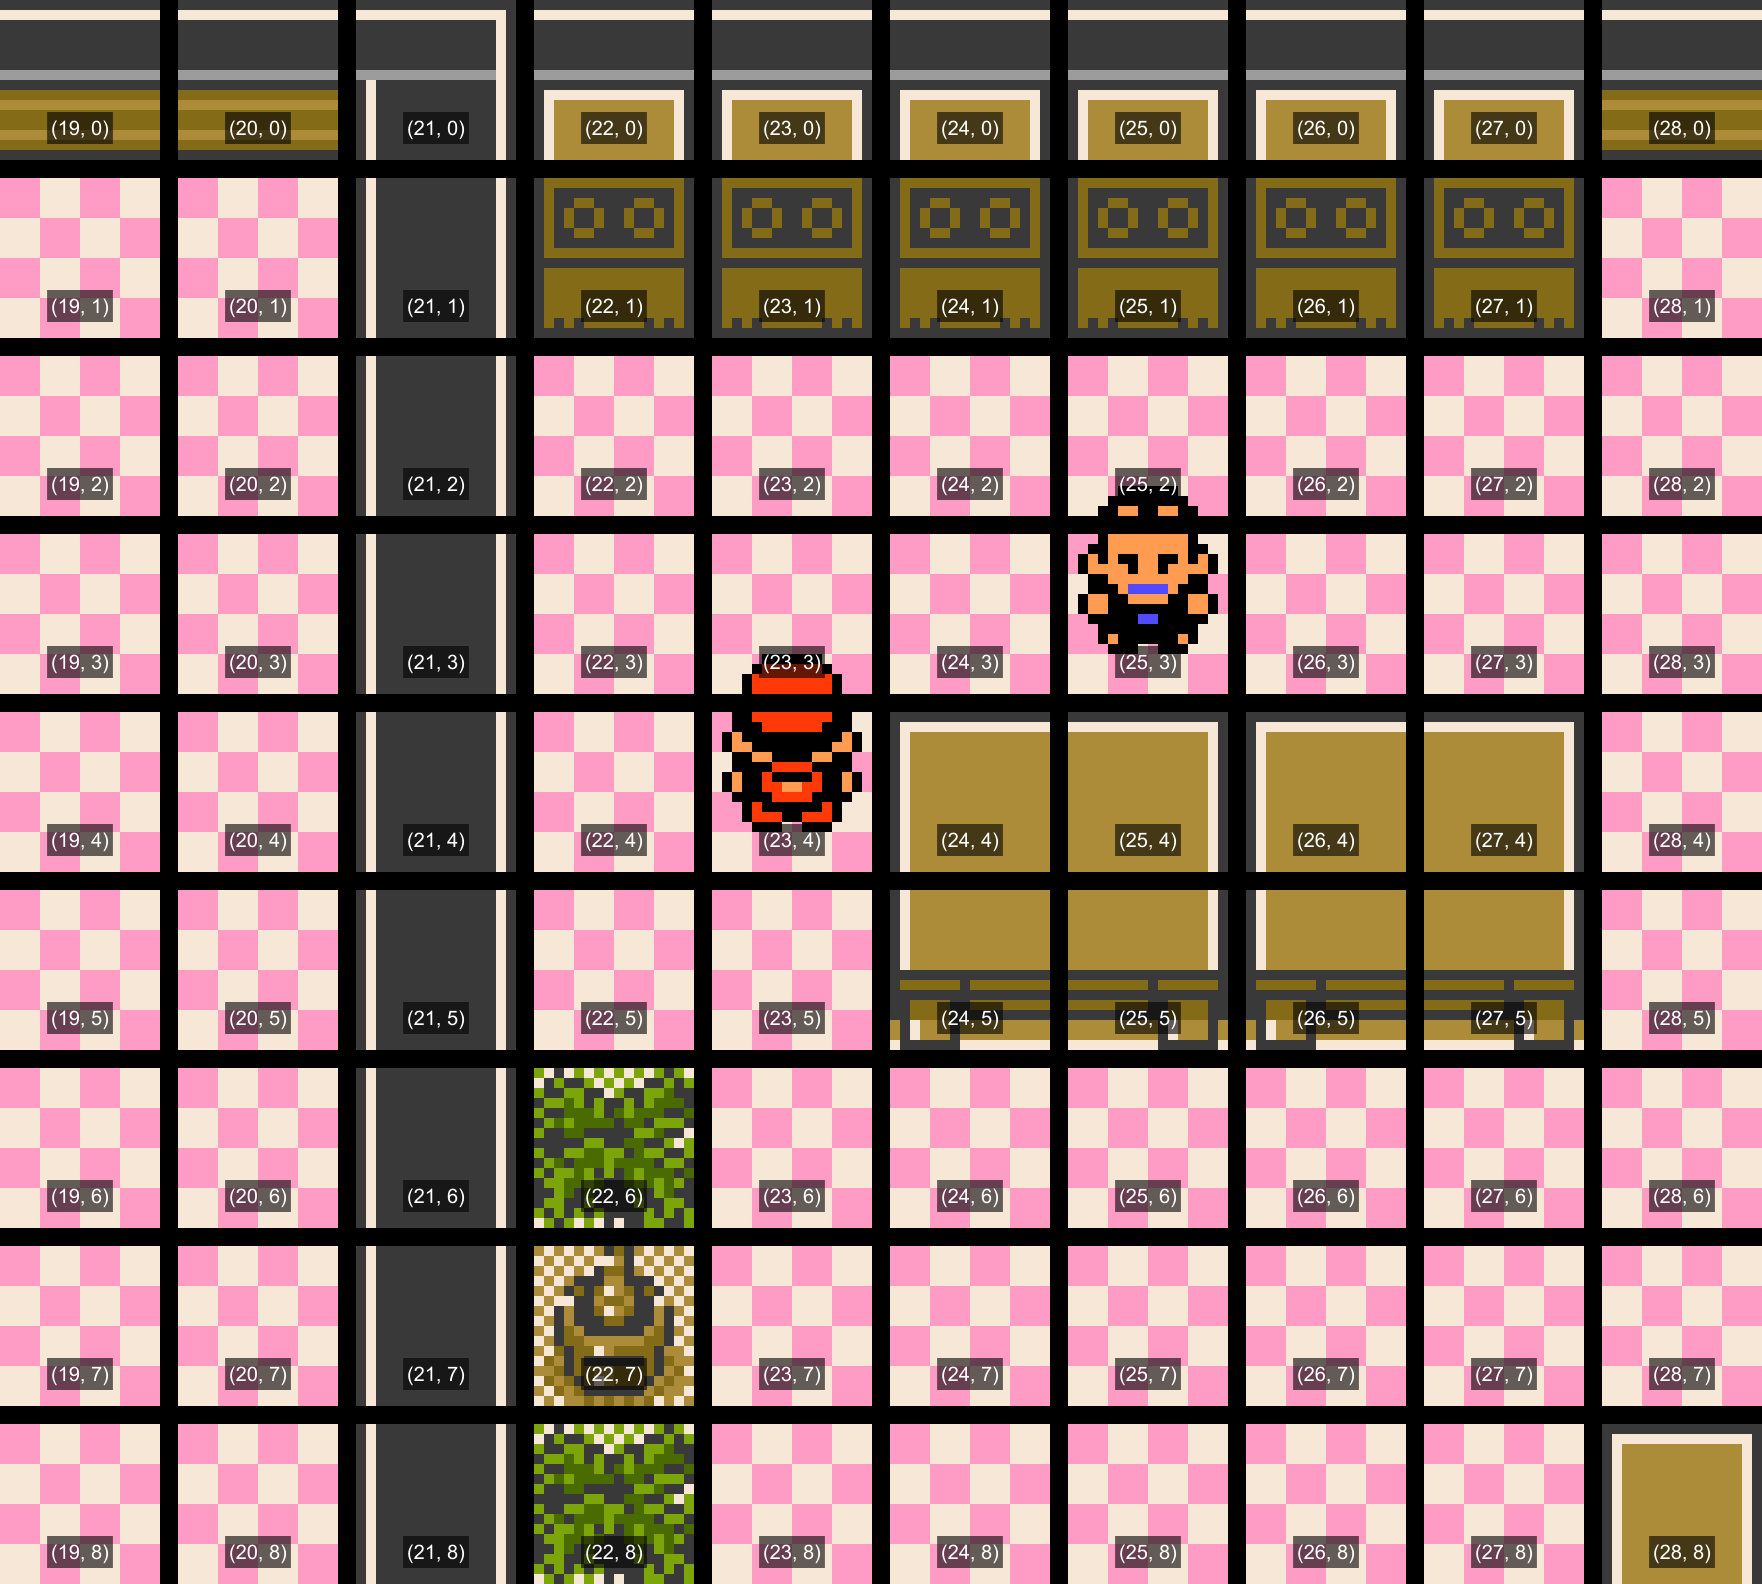 (19, 0) (20, 0) (21, 0) (22, 0) (23, 0) (24, 0) (25, 0) (26, 0) (27, 0) (28, 0)
(19, 1) (20, 1) (21, 1) (22, 1) (23, 1) (24, 1) (25, 1) (26, 1) (27, 1) (28, 1)
(19, 2) (20, 2) (21, 2) (22, 2) (23, 2) (24, 2) (25, 2) (26, 2) (27, 2) (28, 2)
(19, 3) (20, 3) (21, 3) (22, 3) (23, 3) (24, 3) (25, 3) (26, 3) (27, 3) (28, 3)
(19, 4) (20, 4) (21, 4) (22, 4) (23, 4) (24, 4) (25, 4) (26, 4) (27, 4) (28, 4)
(19, 5) (20, 5) (21, 5) (22, 5) (23, 5) (24, 5) (25, 5) (26, 5) (27, 5) (28, 5)
(19, 6) (20, 6) (21, 6) (22, 6) (23, 6) (24, 6) (25, 6) (26, 6) (27, 6) (28, 6)
(19, 7) (20, 7) (21, 7) (22, 7) (23, 7) (24, 7) (25, 7) (26, 7) (27, 7) (28, 7)
(19, 8) (20, 8) (21, 8) (22, 8) (23, 8) (24, 8) (25, 8) (26, 8) (27, 8) (28, 8)